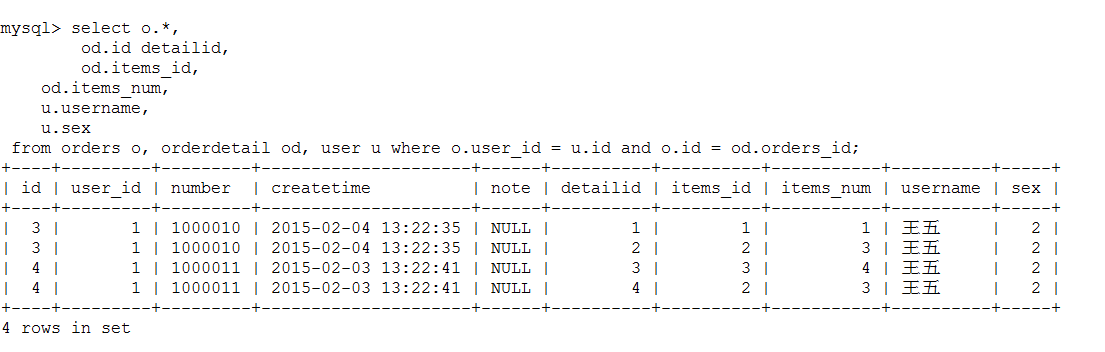 mysql> select o.*,
        od.id detailid,
        od.items_id,
    od.items_num,
    u.username,
    u.sex
 from orders o, orderdetail od, user u where o.user_id = u.id and o.id = od.orders_id;
+----+---------+---------+---------------------+------+----------+----------+-----------+----------+-----+
| id | user_id | number  | createtime          | note | detailid | items_id | items_num | username | sex |
+----+---------+---------+---------------------+------+----------+----------+-----------+----------+-----+
|  3 |       1 | 1000010 | 2015-02-04 13:22:35 | NULL |        1 |        1 |         1 | 王五     |   2 |
|  3 |       1 | 1000010 | 2015-02-04 13:22:35 | NULL |        2 |        2 |         3 | 王五     |   2 |
|  4 |       1 | 1000011 | 2015-02-03 13:22:41 | NULL |        3 |        3 |         4 | 王五     |   2 |
|  4 |       1 | 1000011 | 2015-02-03 13:22:41 | NULL |        4 |        2 |         3 | 王五     |   2 |
+----+---------+---------+---------------------+------+----------+----------+-----------+----------+-----+
4 rows in set